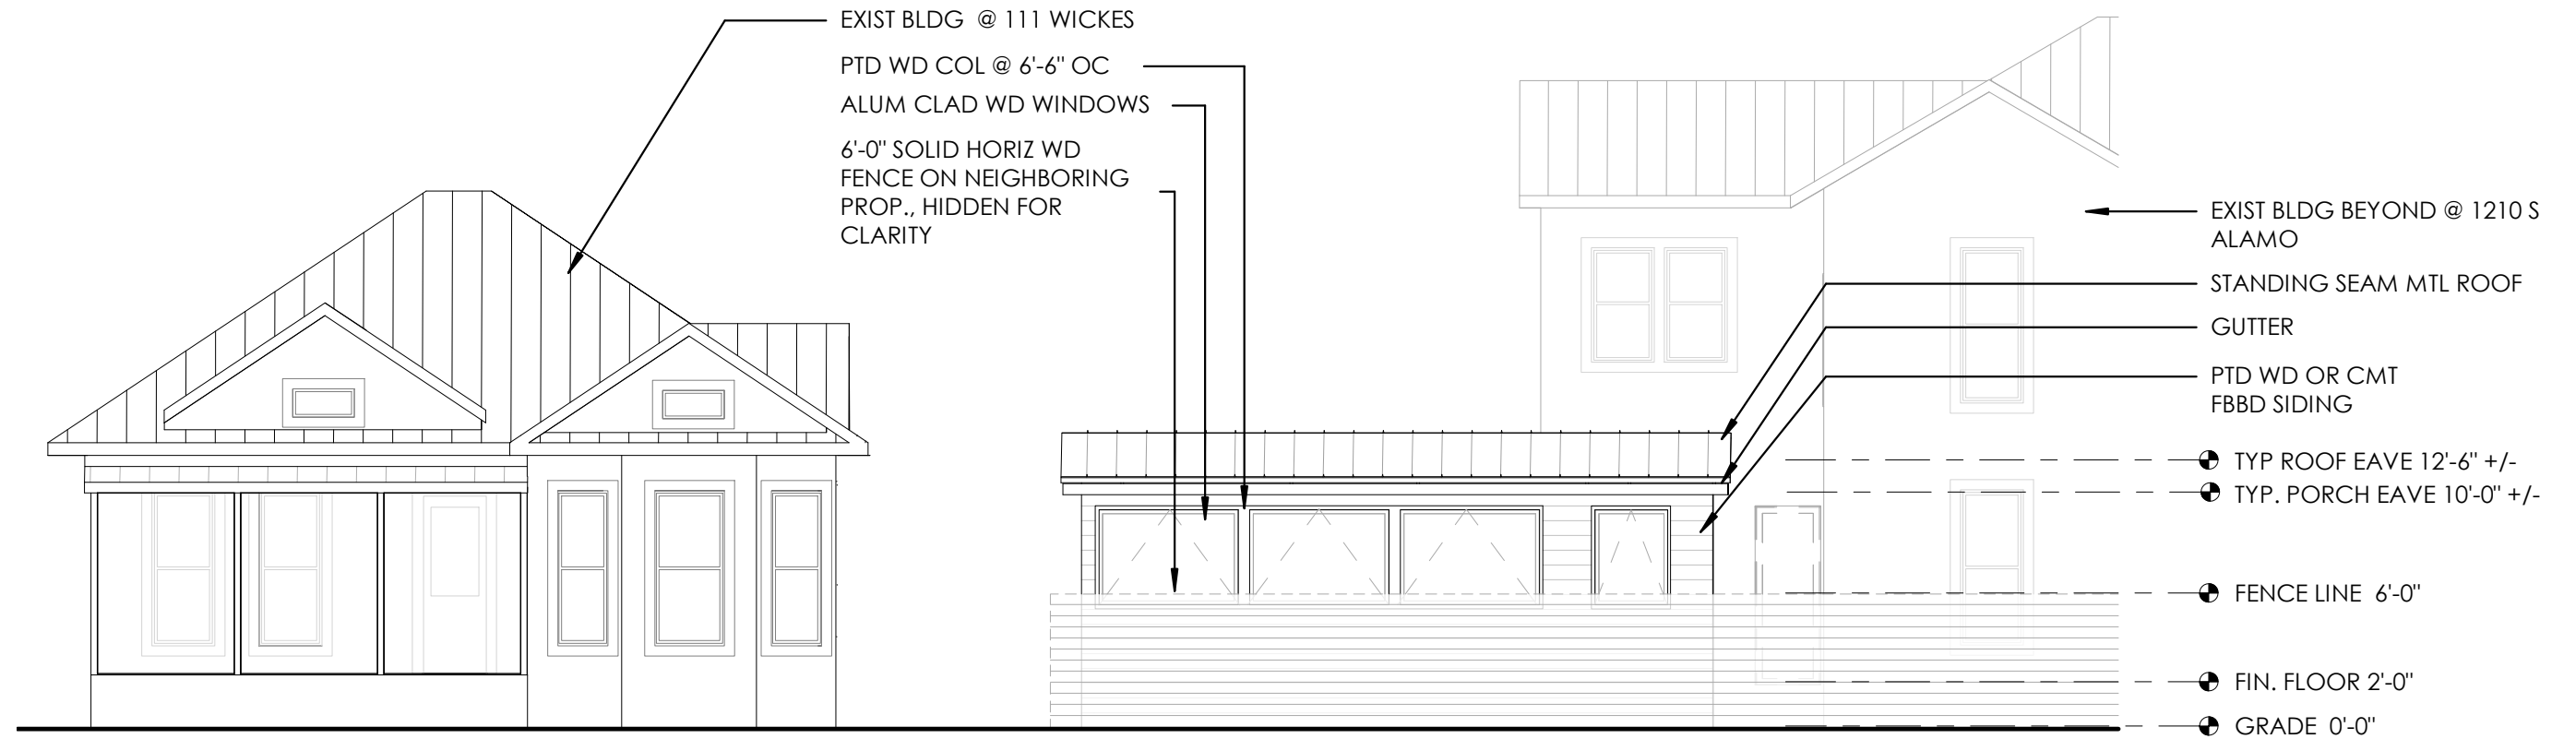 EXIST BLDG @ 111 WICKES
PTD WD COL @ 6'-6" OC
ALUM CLAD WD WINDOWS
6'-0" SOLID HORIZ WD
FENCE ON NEIGHBORING
PROP., HIDDEN FOR
CLARITY
EXIST BLDG BEYOND @ 1210 S
ALAMO
STANDING SEAM MTL ROOF
GUTTER
PTD WD OR CMT
FBBD SIDING
TYP ROOF EAVE 12'-6" +/-
TYP. PORCH EAVE 10'-0" +/-
FENCE LINE 6'-0"
FIN. FLOOR 2'-0"
GRADE 0'-0"